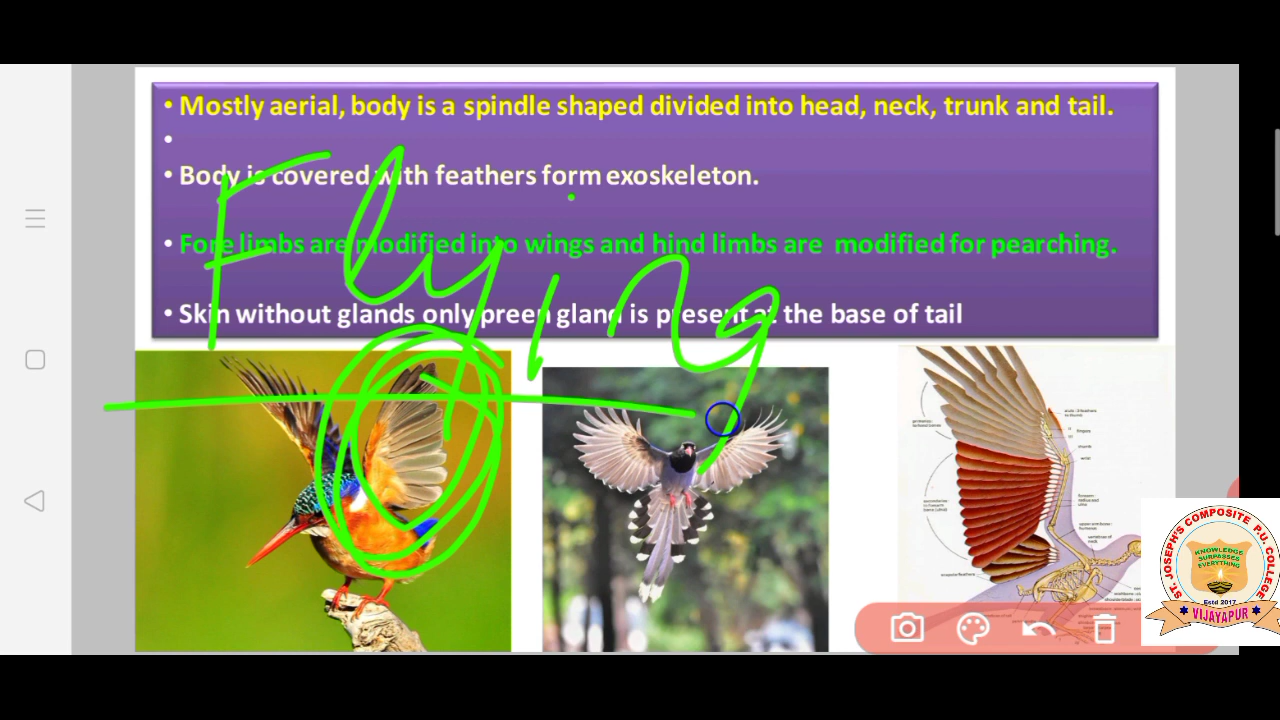 • Mostly aerial, body is a spindle shaped divided into head, neck, trunk and tail.
•
• Body is covered with feathers form exoskeleton.
• Fore limbs are modified into wings and hind limbs are modified for pearching.
• Skin without glands only preen gland is present at the base of tail
Flying
ST. JOSEPH'S COMPOSITE P.U. COLLEGE
KNOWLEDGE
SURPASSES
EVERYTHING
Estd 2017
VIJAYAPUR